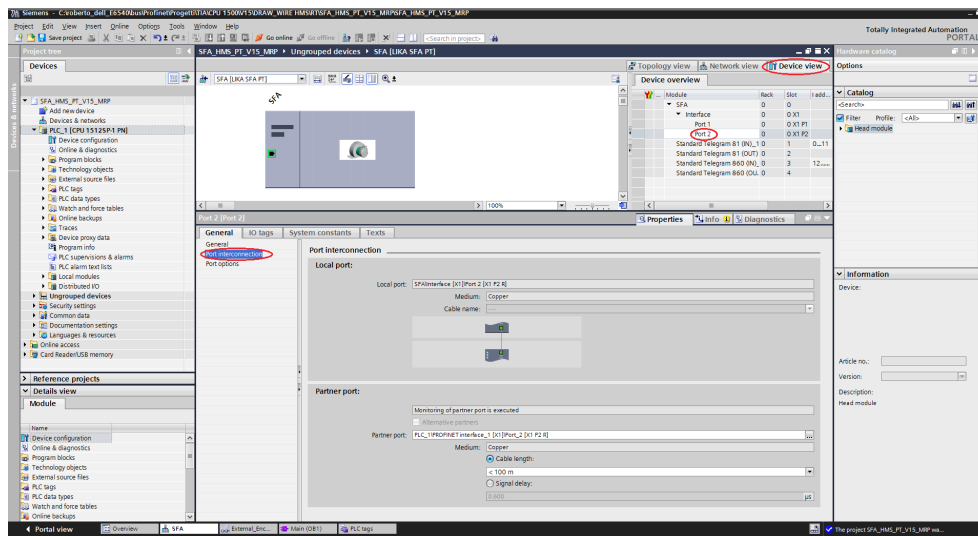 Siemens - C:\roberto_dell_E6540\bus\Profinet\Progetti\TIA\CPU 1500\V15\DRAW_WIRE HMS\RT\SFA_HMS_PT_V15_MRP\SFA_HMS_PT_V15_MRP
Project Edit View Insert Online Options Tools Window Help
Totally Integrated Automation
PORTAL
Save project Go online Go offline <Search in project>
Project tree
SFA_HMS_PT_V15_MRP Ungrouped devices SFA [LIKA SFA PT]
Hardware catalog
Devices
Topology view Network view Device view
Options
SFA [LIKA SFA PT]
Device overview
Module Rack Slot I add...
SFA 0 0
Interface 0 0 X1
Port 1 0 0 X1 P1
Port 2 0 0 X1 P2
Standard Telegram 81 (IN)_1 0 1 0...11
Standard Telegram 81 (OUT) 0 2
Standard Telegram 860 (IN)_ 0 3 12......
Standard Telegram 860 (OU. 0 4
SFA
100%
Catalog
<Search>
Filter Profile: <All>
Head module
Devices & networks
SFA_HMS_PT_V15_MRP
Add new device
Devices & networks
PLC_1 [CPU 1512SP-1 PN]
Device configuration
Online & diagnostics
Program blocks
Technology objects
External source files
PLC tags
PLC data types
Watch and force tables
Online backups
Traces
Device proxy data
Program info
PLC supervisions & alarms
PLC alarm text lists
Local modules
Distributed I/O
Ungrouped devices
Security settings
Common data
Documentation settings
Languages & resources
Online access
Card Reader/USB memory
Reference projects
Details view
Module
Name
Device configuration
Online & diagnostics
Program blocks
Technology objects
External source files
PLC tags
PLC data types
Watch and force tables
Online backups
Port 2 [Port 2]
Properties Info Diagnostics
General IO tags System constants Texts
General
Port interconnection
Port options
Port interconnection
Local port:
Local port: SFA\Interface [X1]\Port 2 [X1 P2 R]
Medium: Copper
Cable name: ---
Partner port:
Monitoring of partner port is executed
Alternative partners
Partner port: PLC_1\PROFINET interface_1 [X1]\Port_2 [X1 P2 R]
Medium: Copper
Cable length:
< 100 m
Signal delay:
0.600 µs
Information
Device:
Article no.:
Version:
Description:
Head module
Portal view Overview SFA External_Enc... Main (OB1) PLC tags
The project SFA_HMS_PT_V15_MRP wa...